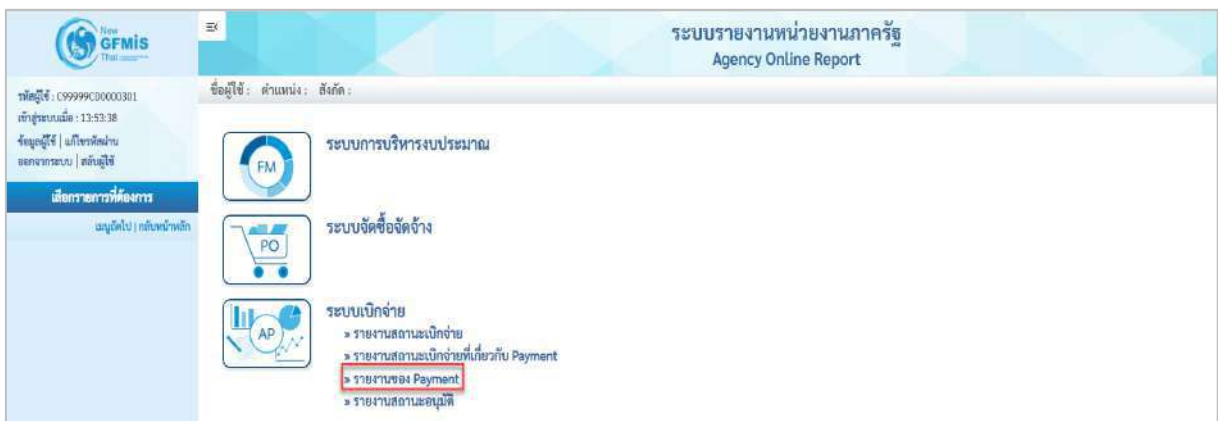 New
GFMIS
Thai
ระบบรายงานหน่วยงานภาครัฐ
Agency Online Report
รหัสผู้ใช้ : C99999CD0000301
เข้าสู่ระบบเมื่อ : 13:53:38
ข้อมูลผู้ใช้ | แก้ไขรหัสผ่าน
ออกจากระบบ | สลับผู้ใช้
เลือกรายการที่ต้องการ
เมนูถัดไป | กลับหน้าหลัก
ชื่อผู้ใช้ : ตำแหน่ง : สังกัด :
FM
ระบบการบริหารงบประมาณ
PO
ระบบจัดซื้อจัดจ้าง
AP
ระบบเบิกจ่าย
» รายงานสถานะเบิกจ่าย
» รายงานสถานะเบิกจ่ายที่เกี่ยวกับ Payment
» รายงานของ Payment
» รายงานสถานะอนุมัติ